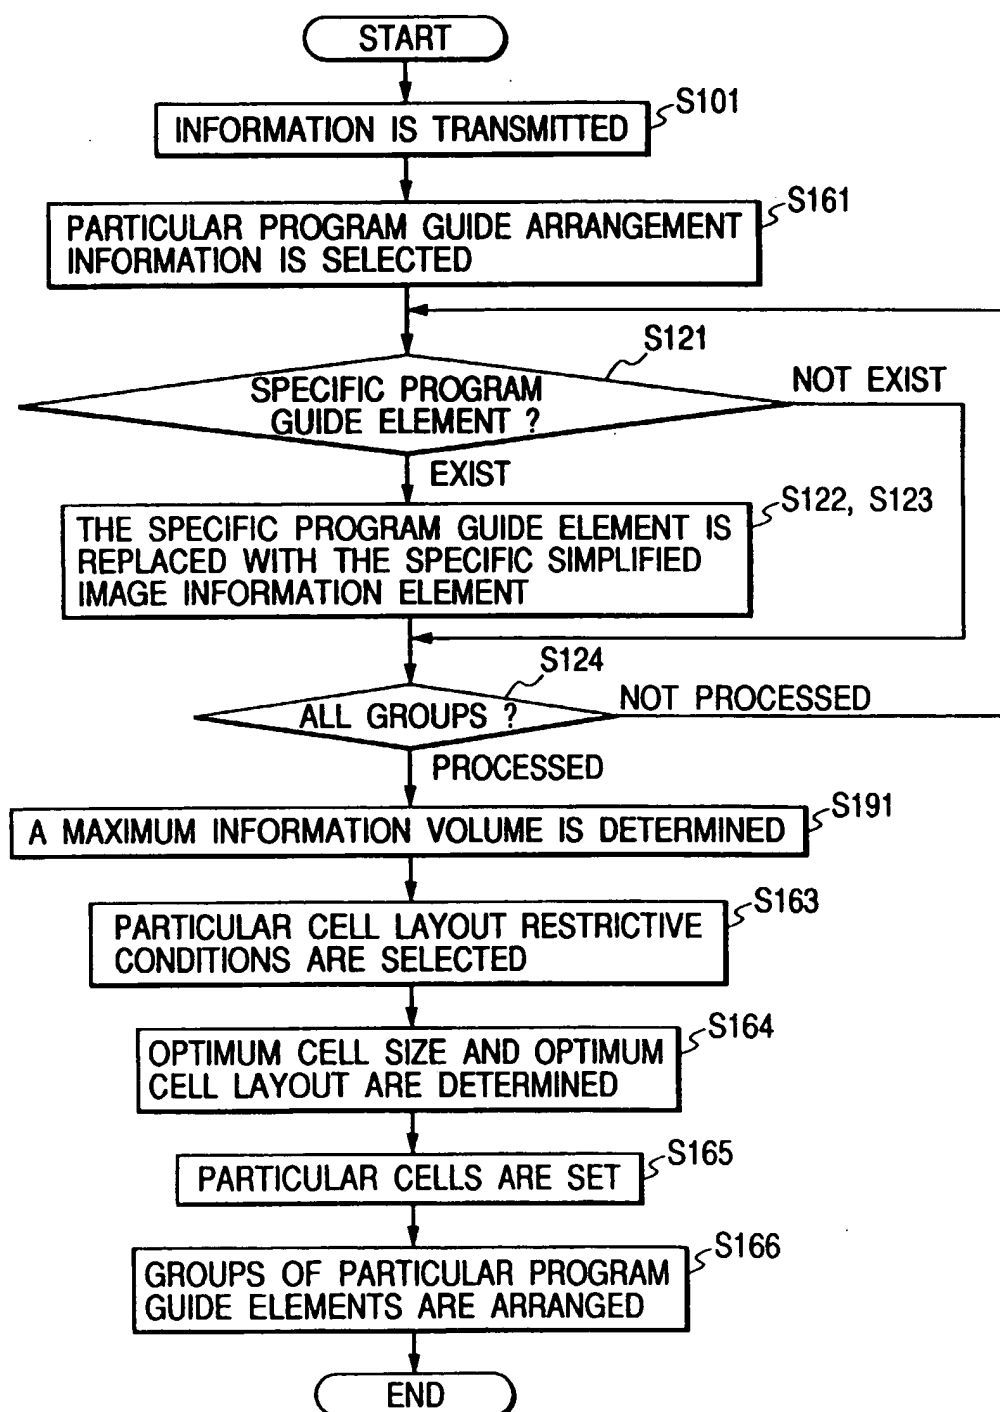 START
S101
INFORMATION IS TRANSMITTED
S161
PARTICULAR PROGRAM GUIDE ARRANGEMENT
INFORMATION IS SELECTED
S121
SPECIFIC PROGRAM
GUIDE ELEMENT ?
NOT EXIST
EXIST
S122, S123
THE SPECIFIC PROGRAM GUIDE ELEMENT IS
REPLACED WITH THE SPECIFIC SIMPLIFIED
IMAGE INFORMATION ELEMENT
S124
ALL GROUPS ?
NOT PROCESSED
PROCESSED
S191
A MAXIMUM INFORMATION VOLUME IS DETERMINED
S163
PARTICULAR CELL LAYOUT RESTRICTIVE
CONDITIONS ARE SELECTED
S164
OPTIMUM CELL SIZE AND OPTIMUM
CELL LAYOUT ARE DETERMINED
S165
PARTICULAR CELLS ARE SET
S166
GROUPS OF PARTICULAR PROGRAM
GUIDE ELEMENTS ARE ARRANGED
END